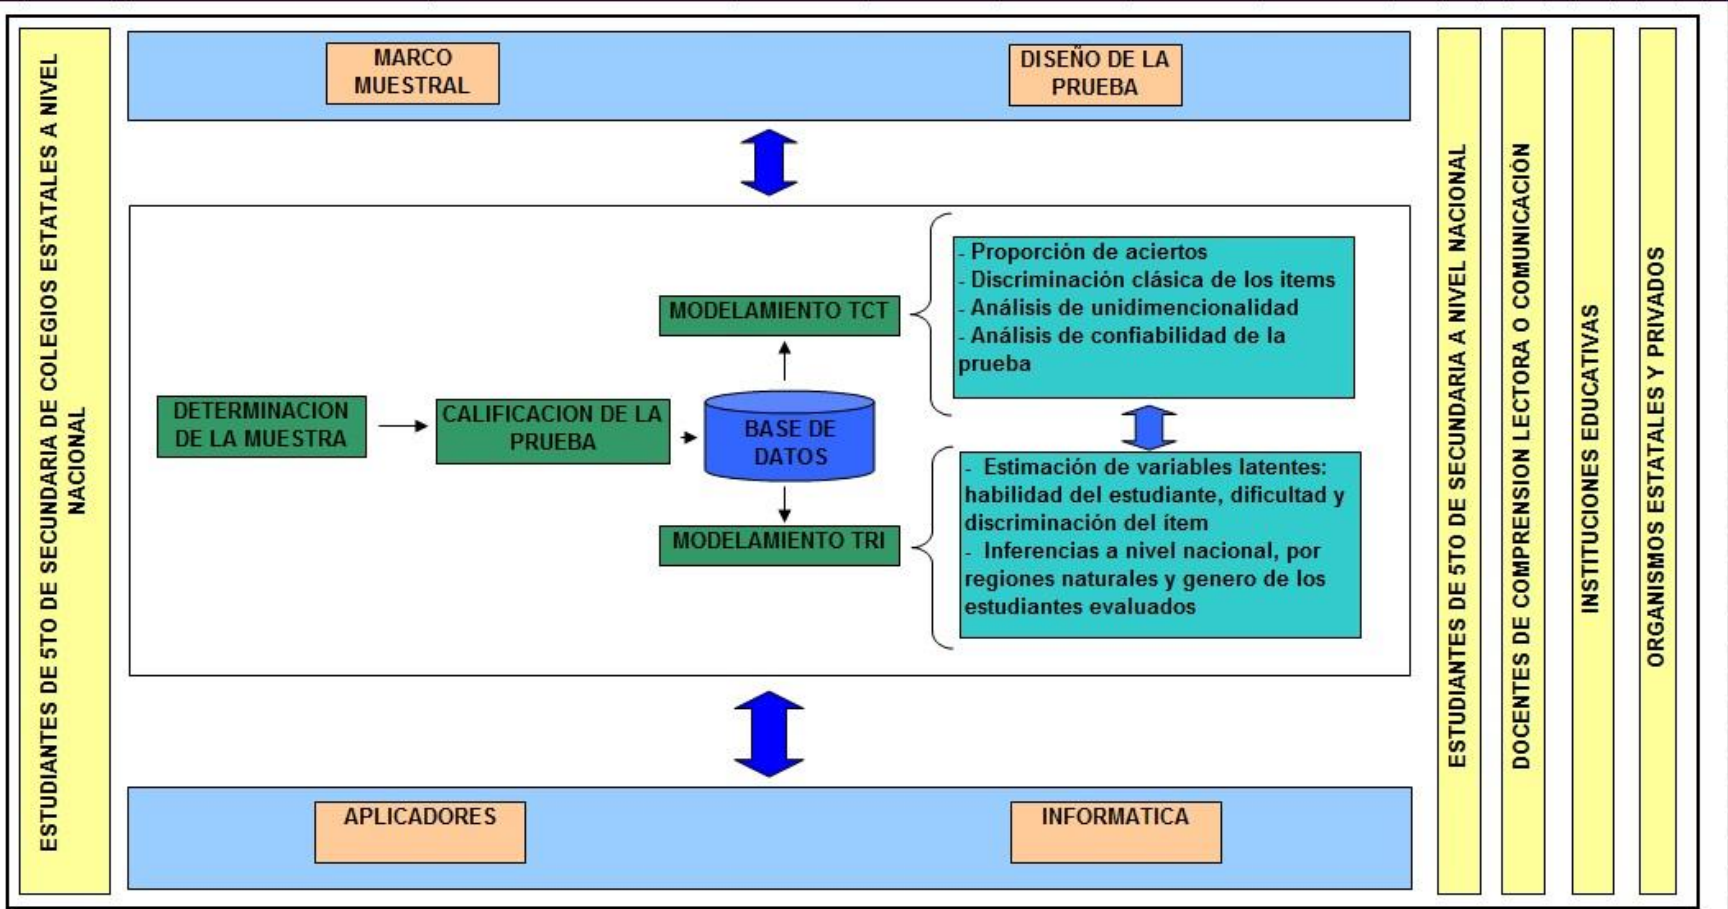 ESTUDIANTES DE 5TO DE SECUNDARIA DE COLEGIOS ESTATALES A NIVEL
NACIONAL
MARCO
MUESTRAL
DISEÑO DE LA
PRUEBA
DETERMINACION
DE LA MUESTRA
CALIFICACION DE LA
PRUEBA
BASE DE
DATOS
MODELAMIENTO TCT
- Proporción de aciertos
- Discriminación clásica de los items
- Análisis de unidimencionalidad
- Análisis de confiabilidad de la
prueba
MODELAMIENTO TRI
- Estimación de variables latentes:
habilidad del estudiante, dificultad y
discriminación del ítem
- Inferencias a nivel nacional, por
regiones naturales y genero de los
estudiantes evaluados
APLICADORES
INFORMATICA
ESTUDIANTES DE 5TO DE SECUNDARIA A NIVEL NACIONAL
DOCENTES DE COMPRENSION LECTORA O COMUNICACIÓN
INSTITUCIONES EDUCATIVAS
ORGANISMOS ESTATALES Y PRIVADOS